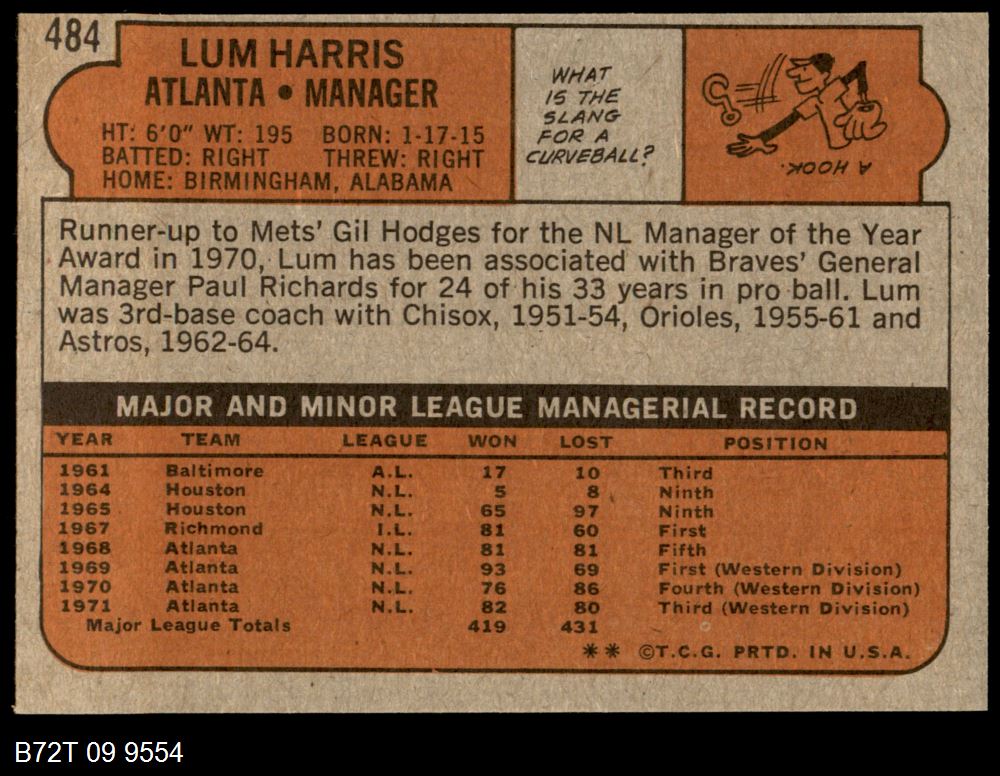 484
LUM HARRIS
ATLANTA • MANAGER
HT: 6'0" WT: 195 BORN: 1-17-15
BATTED: RIGHT THREW: RIGHT
HOME: BIRMINGHAM, ALABAMA
WHAT
IS THE
SLANG
FOR A
CURVEBALL?
A HOOK.
Runner-up to Mets' Gil Hodges for the NL Manager of the Year
Award in 1970, Lum has been associated with Braves' General
Manager Paul Richards for 24 of his 33 years in pro ball. Lum
was 3rd-base coach with Chisox, 1951-54, Orioles, 1955-61 and
Astros, 1962-64.
MAJOR AND MINOR LEAGUE MANAGERIAL RECORD
YEAR TEAM LEAGUE WON LOST POSITION
1961 Baltimore A.L. 17 10 Third
1964 Houston N.L. 5 8 Ninth
1965 Houston N.L. 65 97 Ninth
1967 Richmond I.L. 81 60 First
1968 Atlanta N.L. 81 81 Fifth
1969 Atlanta N.L. 93 69 First (Western Division)
1970 Atlanta N.L. 76 86 Fourth (Western Division)
1971 Atlanta N.L. 82 80 Third (Western Division)
Major League Totals 419 431
** ©T.C.G. PRTD. IN U.S.A.
B72T 09 9554